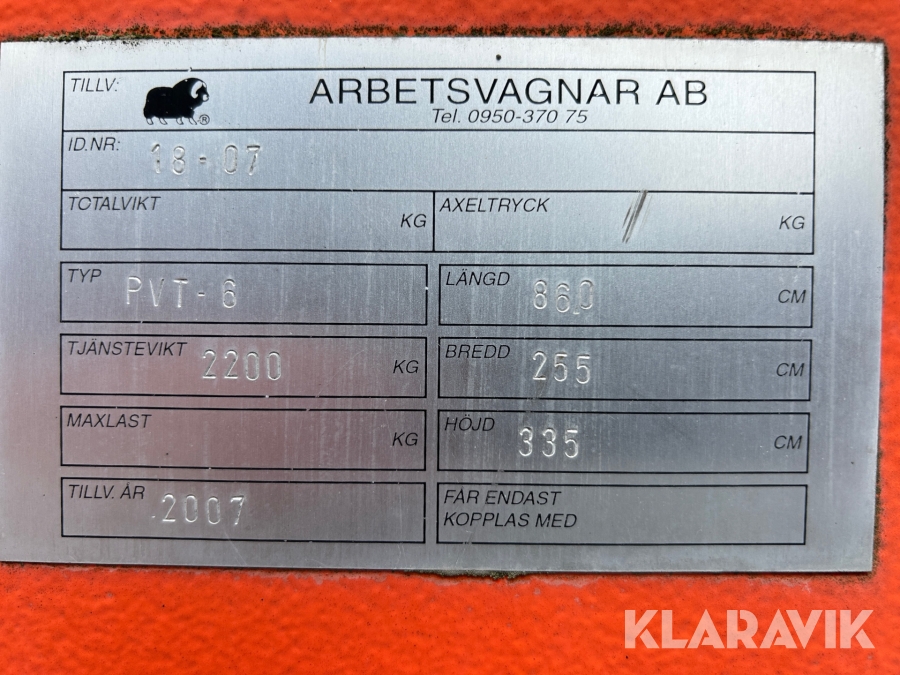 TILLV: ® ARBETSVAGNAR AB
Tel. 0950-370 75
ID.NR: 18-07
TOTALVIKT KG AXELTRYCK KG
TYP PVT-6 LÄNGD 860 CM
TJÄNSTEVIKT 2200 KG BREDD 255 CM
MAXLAST KG HÖJD 335 CM
TILLV. ÅR 2007 FÅR ENDAST
KOPPLAS MED
KLARAVIK